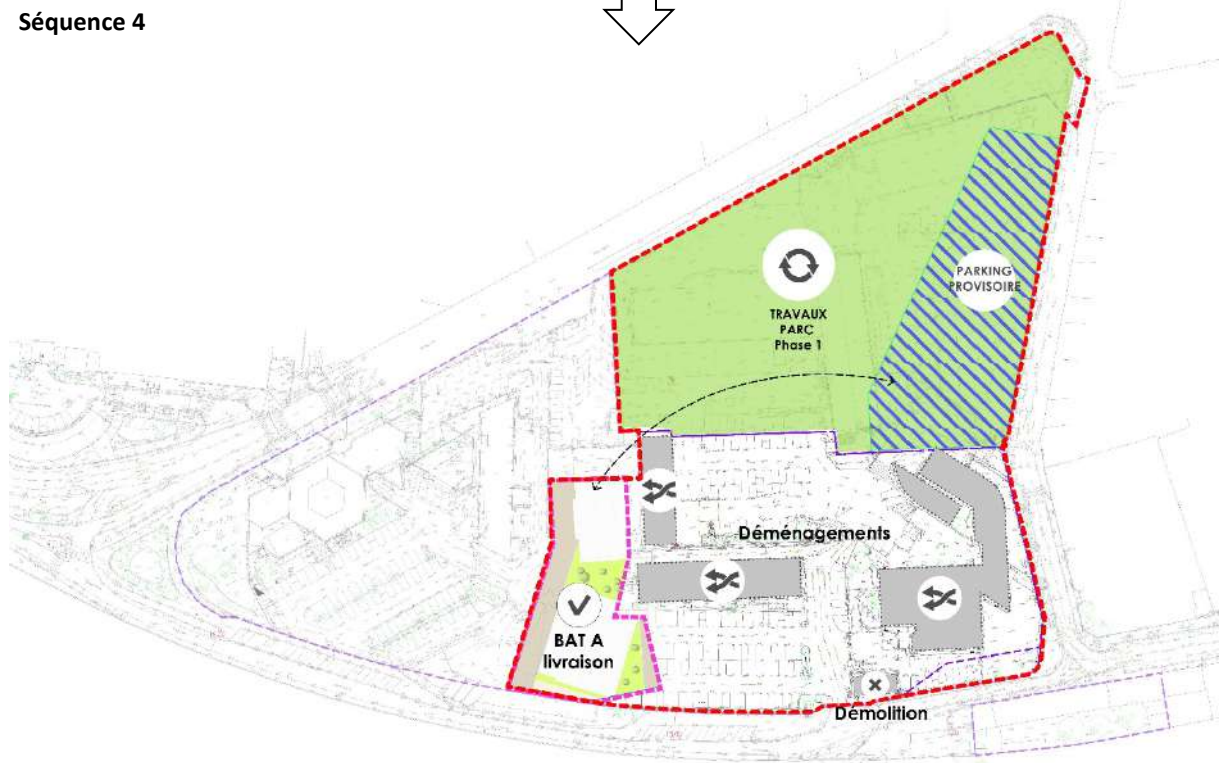 Séquence 4
PARKING
PROVISOIRE
TRAVAUX
PARC
Phase 1
Déménagements
BAT A
livraison
Démolition